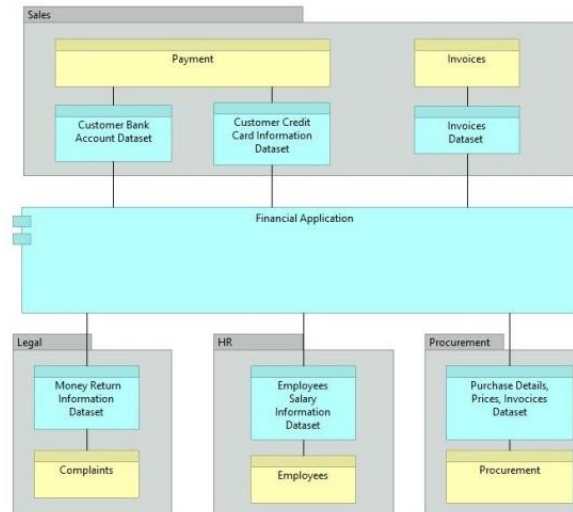 Sales
Payment
Invoices
Customer Bank
Account Dataset
Customer Credit
Card Information
Dataset
Invoices
Dataset
Financial Application
Legal
HR
Procurement
Money Return
Information
Dataset
Employees
Salary
Information
Dataset
Purchase Details,
Prices, Invocices
Dataset
Complaints
Employees
Procurement